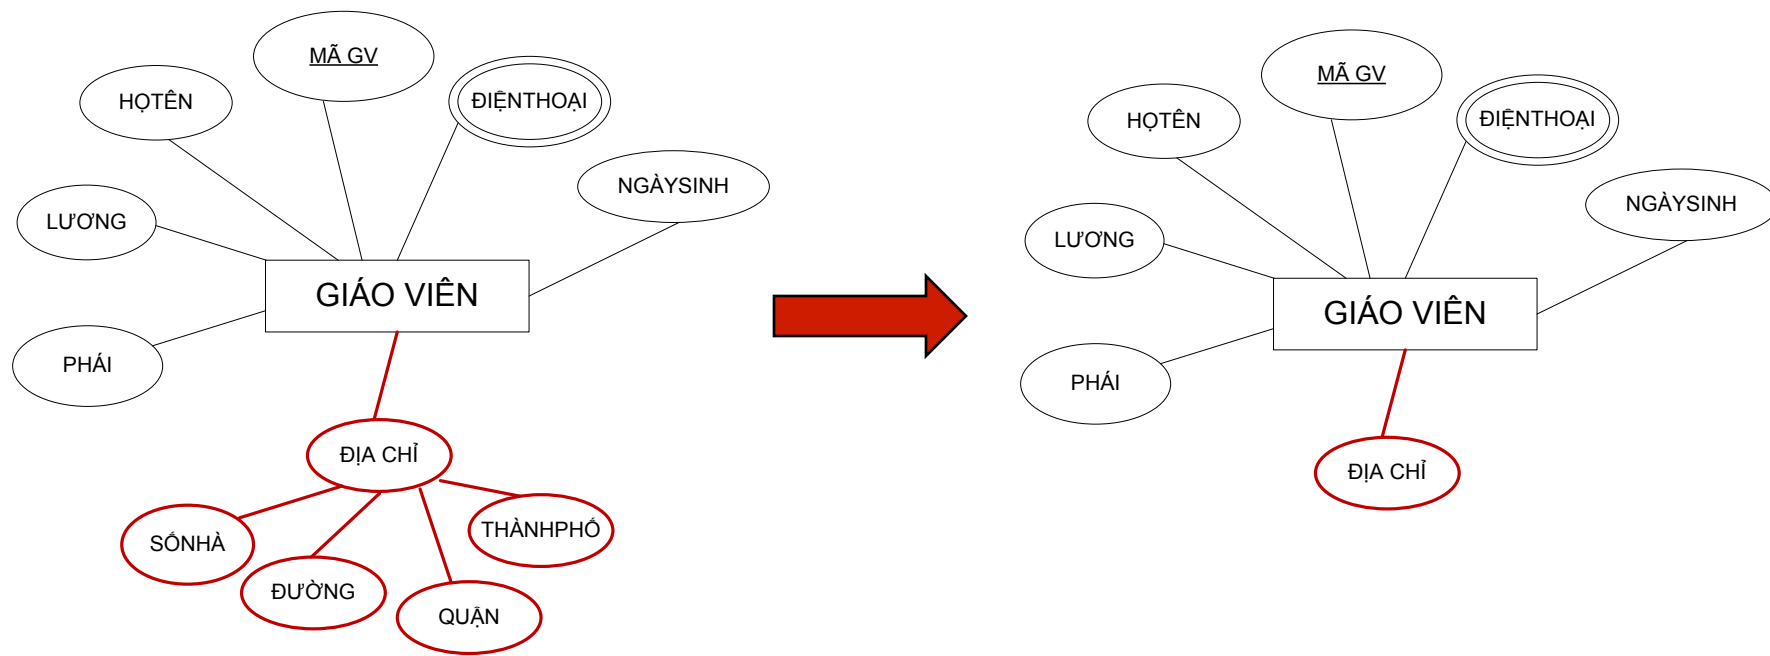 MÃ GV
HỌTÊN
ĐIỆNTHOẠI
NGÀYSINH
LƯƠNG
GIÁO VIÊN
PHÁI
ĐỊA CHỈ
SỐNHÀ
THÀNHPHỐ
ĐƯỜNG
QUẬN
MÃ GV
HỌTÊN
ĐIỆNTHOẠI
NGÀYSINH
LƯƠNG
GIÁO VIÊN
PHÁI
ĐỊA CHỈ